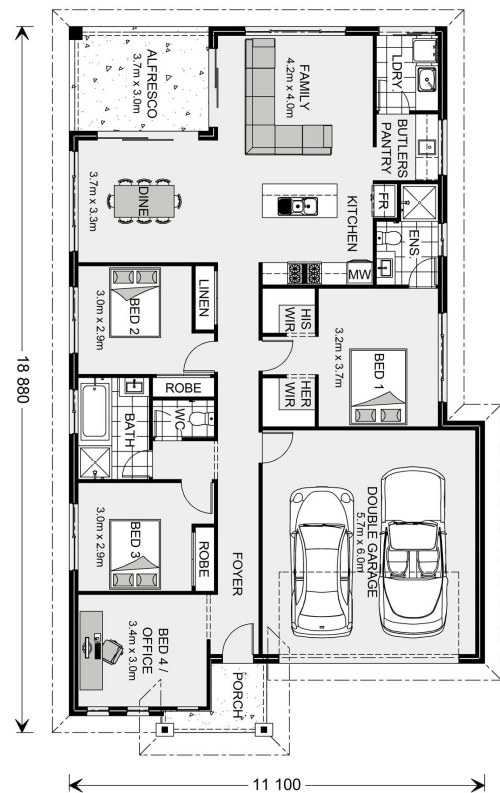 ALFRESCO
3.7m x 3.0m
FAMILY
4.2m x 4.0m
LDRY
BUTLERS
PANTRY
DINE
3.7m x 3.3m
KITCHEN
FR
ENS.
MW
LINEN
BED 2
3.0m x 2.9m
HIS
WIR
BED 1
3.2m x 3.7m
HER
WIR
ROBE
WC
BATH
BED 3
3.0m x 2.9m
ROBE
DOUBLE GARAGE
5.7m x 6.0m
FOYER
BED 4 /
OFFICE
3.4m x 3.0m
PORCH
18 880
11 100